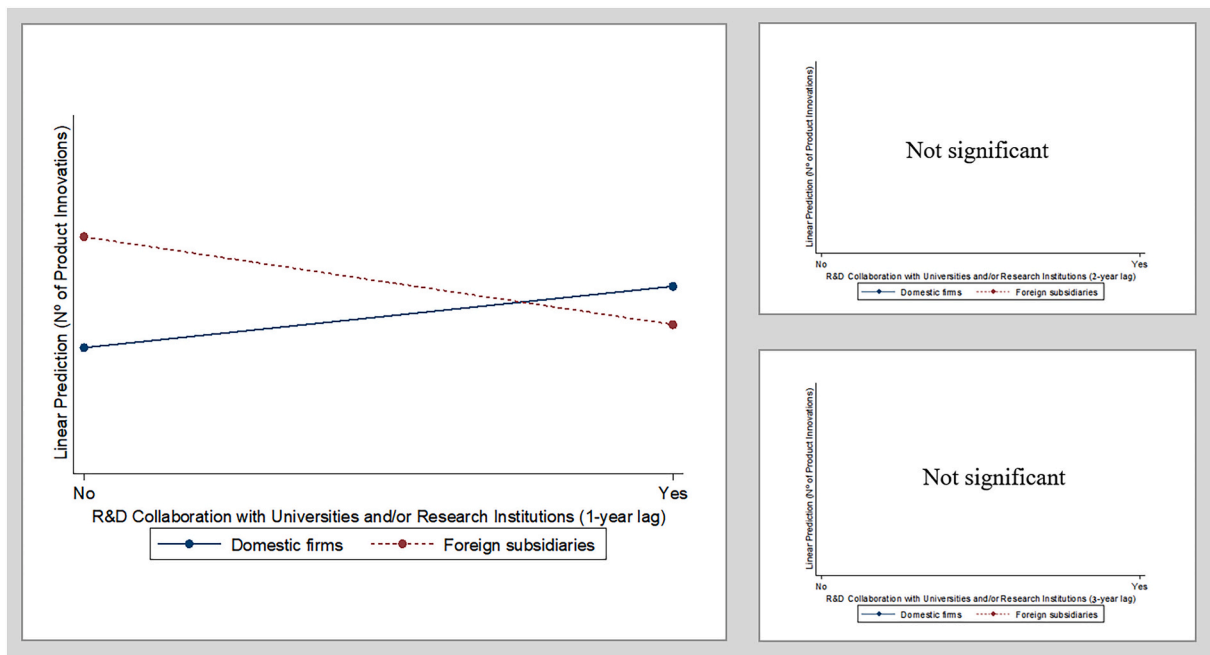 Linear Prediction (Nº of Product Innovations)
No
Yes
R&D Collaboration with Universities and/or Research Institutions (1-year lag)
Domestic firms
Foreign subsidiaries
Linear Prediction (Nº of Product Innovations)
Not significant
No
Yes
R&D Collaboration with Universities and/or Research Institutions (2-year lag)
Domestic firms
Foreign subsidiaries
Linear Prediction (Nº of Product Innovations)
Not significant
No
Yes
R&D Collaboration with Universities and/or Research Institutions (3-year lag)
Domestic firms
Foreign subsidiaries